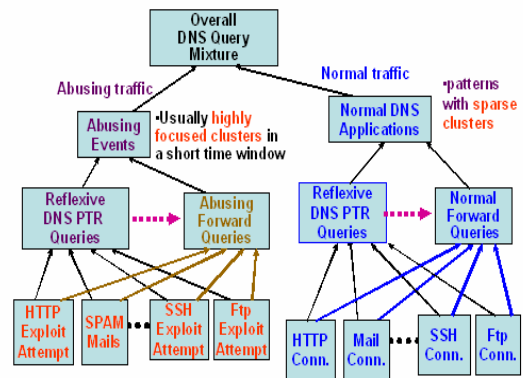 Overall
DNS Query
Mixture
Abusing traffic
Normal traffic
Abusing
Events
•Usually highly
focused clusters in
a short time window
Normal DNS
Applications
•patterns
with sparse
clusters
Reflexive
DNS PTR
Queries
Abusing
Forward
Queries
Reflexive
DNS PTR
Queries
Normal
Forward
Queries
HTTP
Exploit
Attempt
SPAM
Mails
SSH
Exploit
Attempt
Ftp
Exploit
Attempt
HTTP
Conn.
Mail
Conn.
SSH
Conn.
Ftp
Conn.